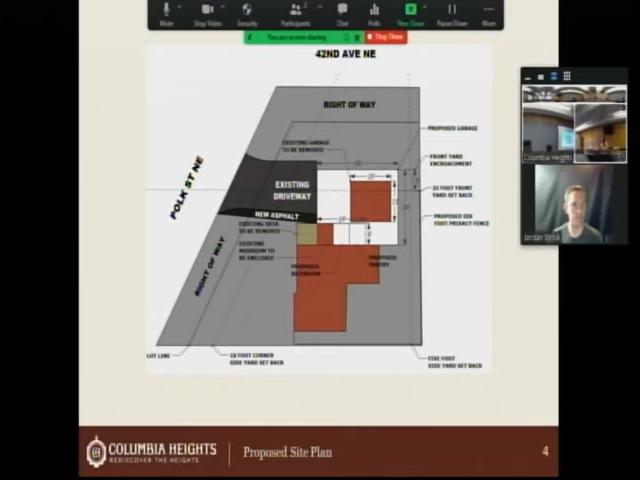 Mute
Stop Video
Security
Participants
2
Chat
Polls
New Share
Pause Share
More
You are screen sharing
Stop Share
42ND AVE NE
RIGHT OF WAY
EXISTING GARAGE
TO BE REMOVED
PROPOSED GARAGE
FRONT YARD
ENCROACHMENT
POLK ST NE
EXISTING
DRIVEWAY
NEW ASPHALT
FRONT
YARD SET BACK
PROPOSED SIX
FOOT PRIVACY FENCE
EXISTING DECK
TO BE REMOVED
EXISTING
MUDROOM TO
BE ENCLOSED
PROPOSED
PROPOSED
RIGHT OF WAY
LOT LINE
10 FOOT CORNER
SIDE YARD SET BACK
FIVE FOOT
SIDE YARD SET BACK
Columbia Heights
COLUMBIA HEIGHTS
REDISCOVER THE HEIGHTS
Proposed Site Plan
4